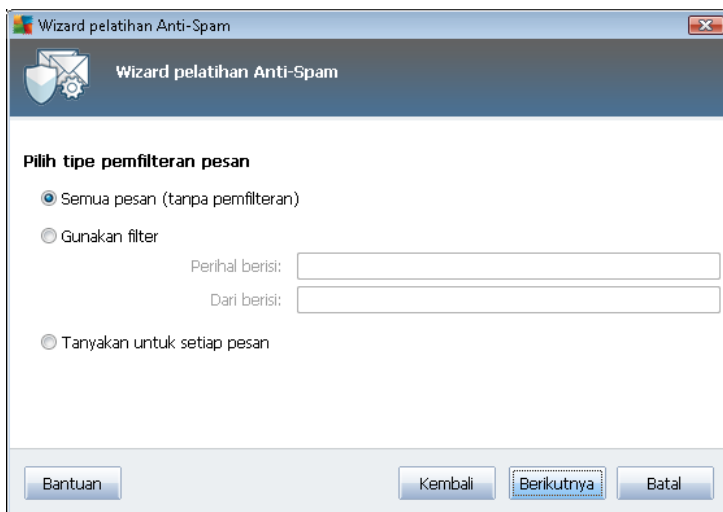 Wizard pelatihan Anti-Spam
Wizard pelatihan Anti-Spam
Pilih tipe pemfilteran pesan
Semua pesan (tanpa pemfilteran)
Gunakan filter
Perihal berisi:
Dari berisi:
Tanyakan untuk setiap pesan
Bantuan
Kembali
Berikutnya
Batal